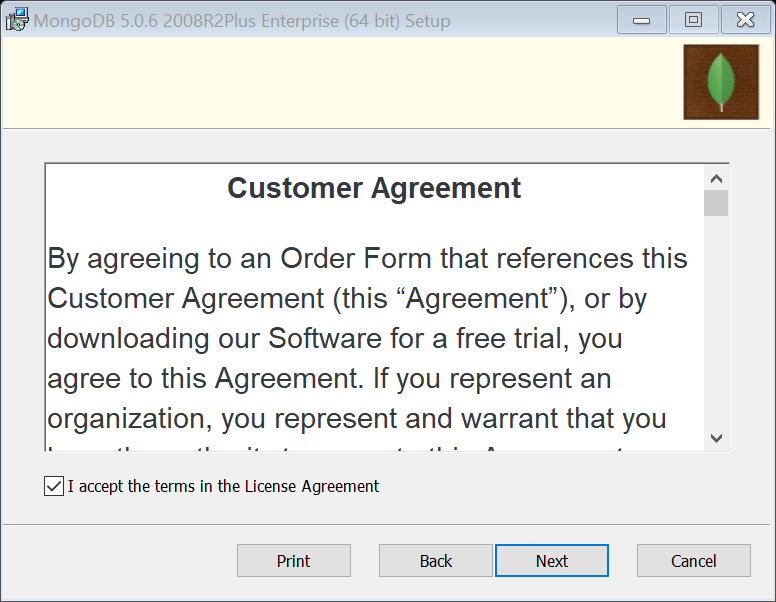 MongoDB 5.0.6 2008R2Plus Enterprise (64 bit) Setup
Customer Agreement
By agreeing to an Order Form that references this
Customer Agreement (this “Agreement”), or by
downloading our Software for a free trial, you
agree to this Agreement. If you represent an
organization, you represent and warrant that you
I accept the terms in the License Agreement
Print
Back
Next
Cancel